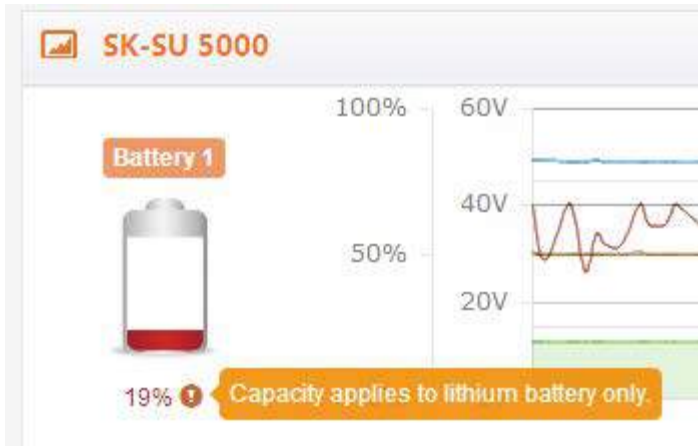 SK-SU 5000
100% 60V
Battery 1
40V
50%
20V
19% Capacity applies to lithium battery only.